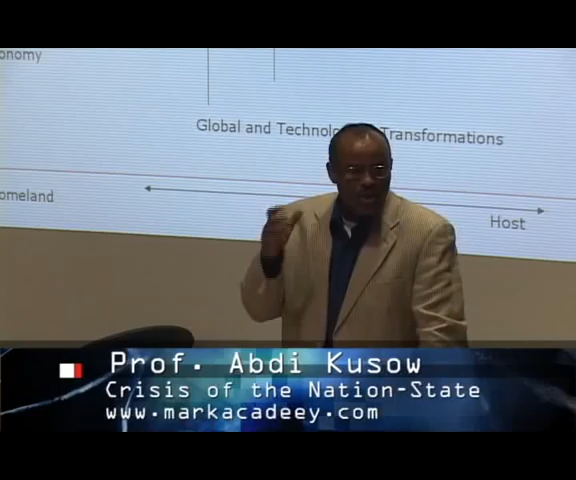 onomy
Global and Technolo Transformations
omeland
Host
Prof. Abdi Kusow
Crisis of the Nation-State
www.markacadeey.com